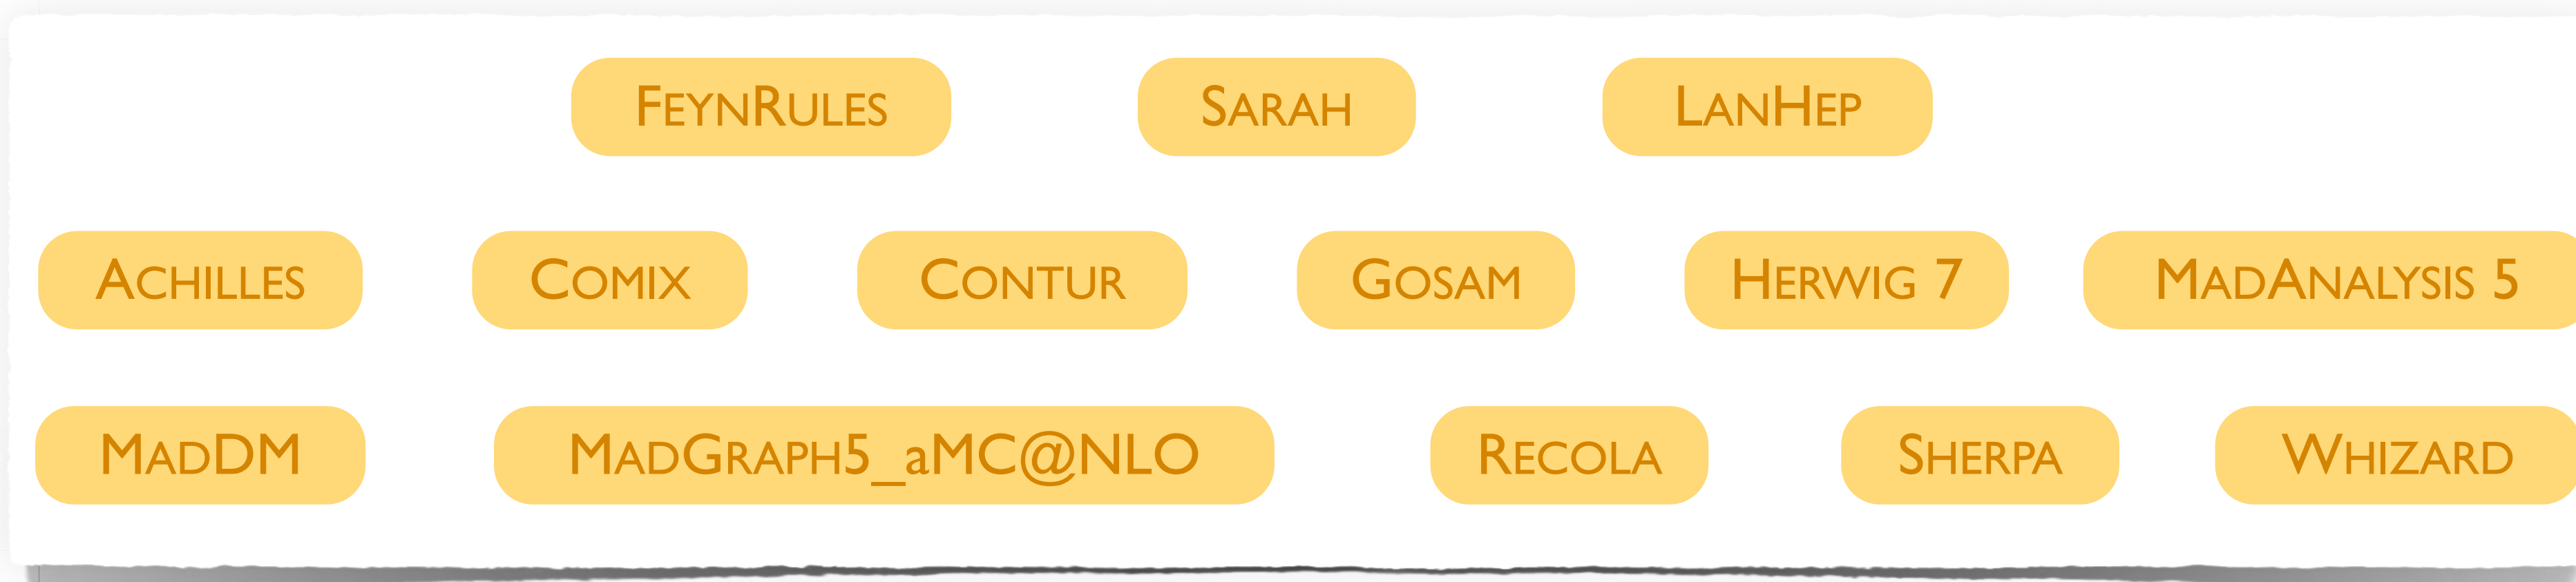 FeynRules Sarah LanHep
Achilles Comix Contur Gosam Herwig 7 MadAnalysis 5
MadDM MadGraph5_aMC@NLO Recola Sherpa Whizard